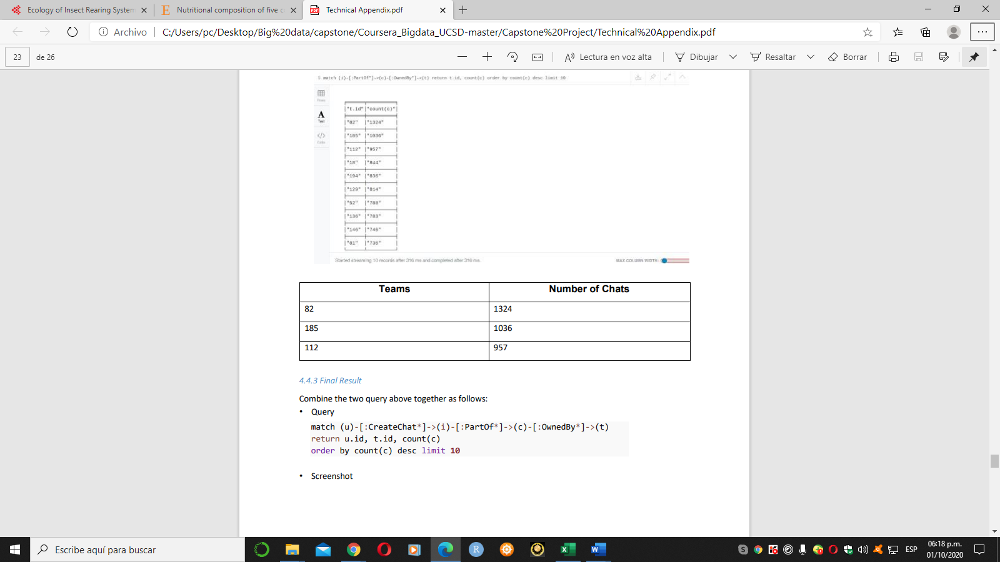 Ecology of Insect Rearing System
Nutritional composition of five c
Technical Appendix.pdf
Archivo
C:/Users/pc/Desktop/Big%20data/capstone/Coursera_Bigdata_UCSD-master/Capstone%20Project/Technical%20Appendix.pdf
23 de 26
Lectura en voz alta
Dibujar
Resaltar
Borrar
$ match (i)-[:PartOf*]->(c)-[:OwnedBy*]->(t) return t.id, count(c) order by count(c) desc limit 10
Rows
Text
Code
"t.id" "count(c)"
"82" "1324"
"185" "1036"
"112" "957"
"18" "844"
"194" "836"
"129" "814"
"52" "788"
"136" "783"
"146" "746"
"81" "736"
Started streaming 10 records after 316 ms and completed after 316 ms.
MAX COLUMN WIDTH:
Teams Number of Chats
82 1324
185 1036
112 957
4.4.3 Final Result
Combine the two query above together as follows:
• Query
match (u)-[:CreateChat*]->(i)-[:PartOf*]->(c)-[:OwnedBy*]->(t)
return u.id, t.id, count(c)
order by count(c) desc limit 10
• Screenshot
Escribe aquí para buscar
ESP
06:18 p.m.
01/10/2020